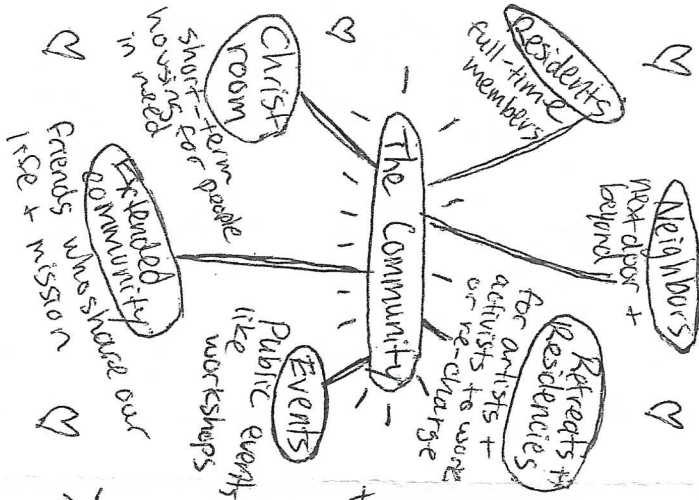 Residents
full-time
members
Neighbors
next door +
beyond
Christ
room
short-term
housing for people
in need
The Community
Retreats +
Residencies
for artists +
activists to work
or re-charge
Extended
community
friends who share our
life + mission
Events
Public events
like
workshops